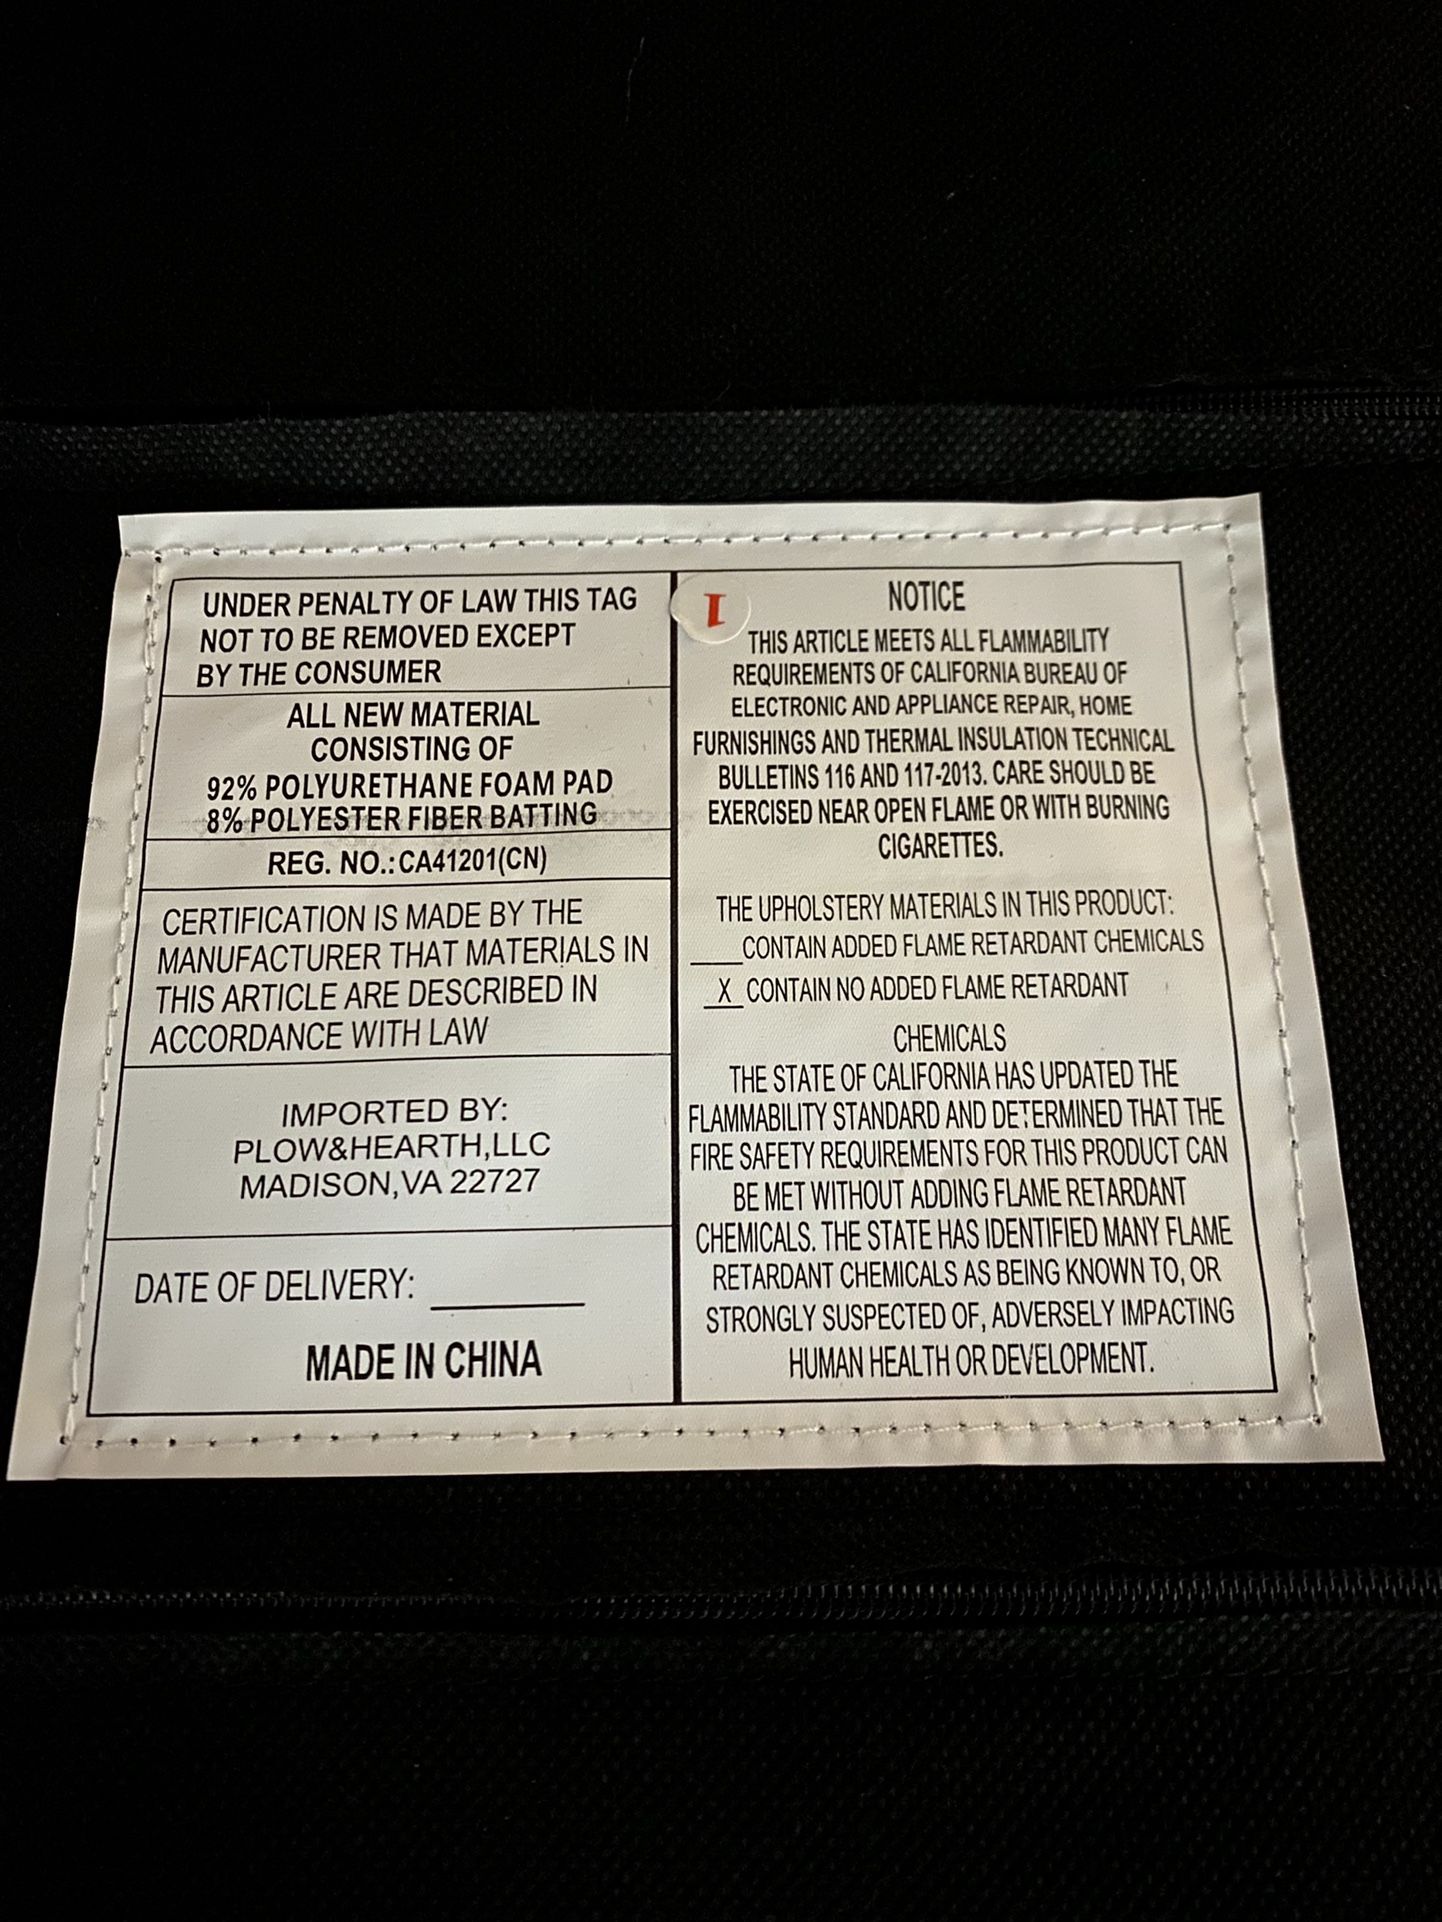 UNDER PENALTY OF LAW THIS TAG
NOT TO BE REMOVED EXCEPT
BY THE CONSUMER
ALL NEW MATERIAL
CONSISTING OF
92% POLYURETHANE FOAM PAD
8% POLYESTER FIBER BATTING
REG. NO.:CA41201(CN)
CERTIFICATION IS MADE BY THE
MANUFACTURER THAT MATERIALS IN
THIS ARTICLE ARE DESCRIBED IN
ACCORDANCE WITH LAW
IMPORTED BY:
PLOW&HEARTH,LLC
MADISON,VA 22727
DATE OF DELIVERY: ________
MADE IN CHINA
1
NOTICE
THIS ARTICLE MEETS ALL FLAMMABILITY
REQUIREMENTS OF CALIFORNIA BUREAU OF
ELECTRONIC AND APPLIANCE REPAIR, HOME
FURNISHINGS AND THERMAL INSULATION TECHNICAL
BULLETINS 116 AND 117-2013. CARE SHOULD BE
EXERCISED NEAR OPEN FLAME OR WITH BURNING
CIGARETTES.
THE UPHOLSTERY MATERIALS IN THIS PRODUCT:
____CONTAIN ADDED FLAME RETARDANT CHEMICALS
_X_CONTAIN NO ADDED FLAME RETARDANT
CHEMICALS
THE STATE OF CALIFORNIA HAS UPDATED THE
FLAMMABILITY STANDARD AND DETERMINED THAT THE
FIRE SAFETY REQUIREMENTS FOR THIS PRODUCT CAN
BE MET WITHOUT ADDING FLAME RETARDANT
CHEMICALS. THE STATE HAS IDENTIFIED MANY FLAME
RETARDANT CHEMICALS AS BEING KNOWN TO, OR
STRONGLY SUSPECTED OF, ADVERSELY IMPACTING
HUMAN HEALTH OR DEVELOPMENT.